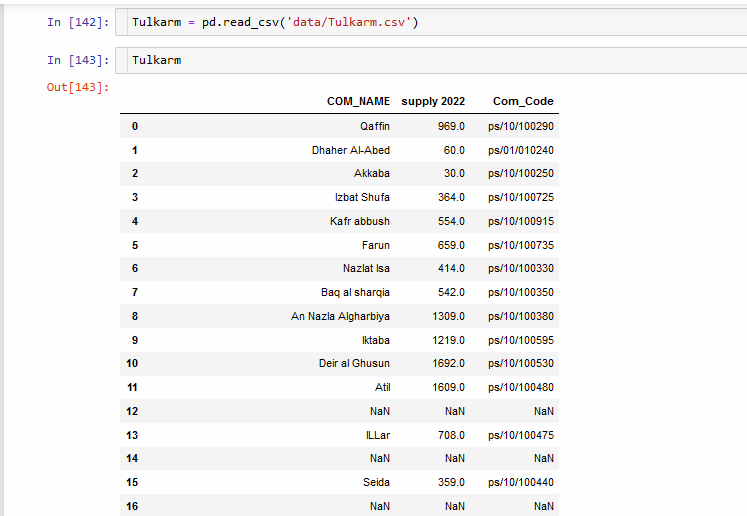 In [142]: Tulkarm = pd.read_csv('data/Tulkarm.csv')
In [143]: Tulkarm
Out[143]:
COM_NAME supply 2022 Com_Code
0 Qaffin 969.0 ps/10/100290
1 Dhaher Al-Abed 60.0 ps/01/010240
2 Akkaba 30.0 ps/10/100250
3 Izbat Shufa 364.0 ps/10/100725
4 Kafr abbush 554.0 ps/10/100915
5 Farun 659.0 ps/10/100735
6 Nazlat Isa 414.0 ps/10/100330
7 Baq al sharqia 542.0 ps/10/100350
8 An Nazla Algharbiya 1309.0 ps/10/100380
9 Iktaba 1219.0 ps/10/100595
10 Deir al Ghusun 1692.0 ps/10/100530
11 Atil 1609.0 ps/10/100480
12 NaN NaN NaN
13 ILLar 708.0 ps/10/100475
14 NaN NaN NaN
15 Seida 359.0 ps/10/100440
16 NaN NaN NaN